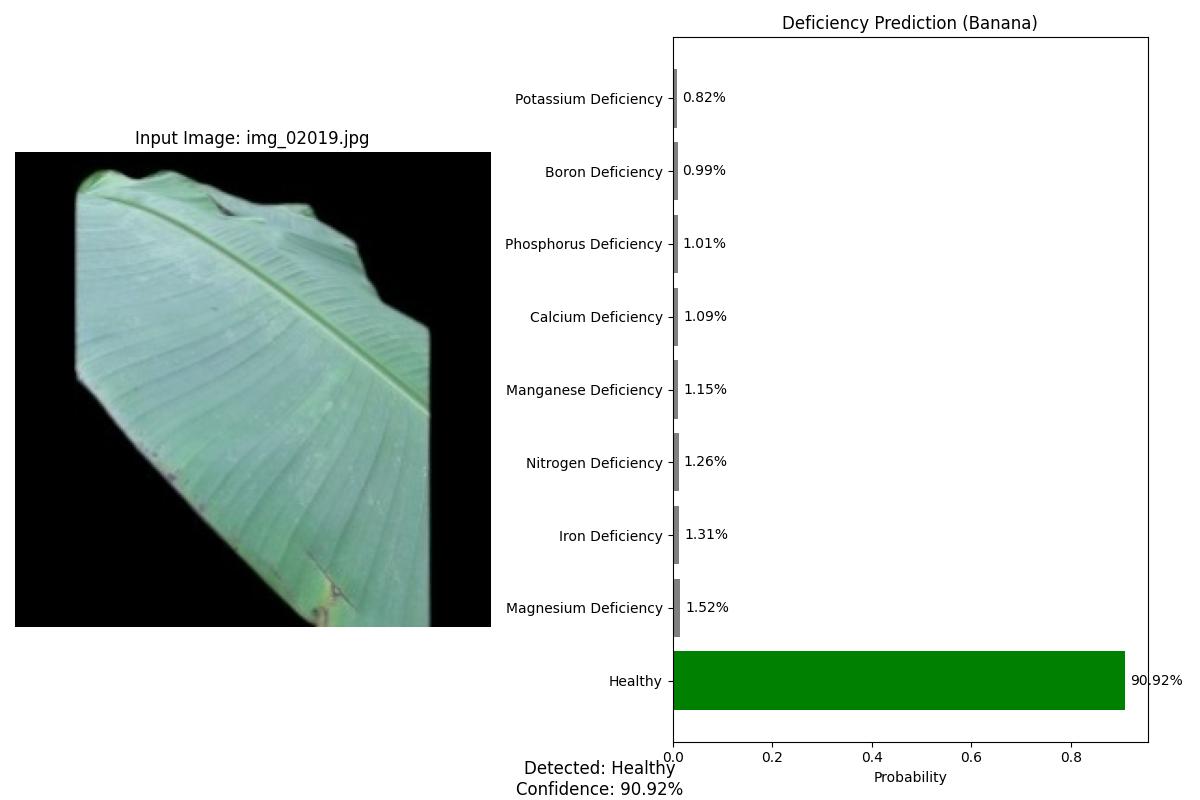 Input Image: img_02019.jpg
Deficiency Prediction (Banana)
Potassium Deficiency 0.82%
Boron Deficiency 0.99%
Phosphorus Deficiency 1.01%
Calcium Deficiency 1.09%
Manganese Deficiency 1.15%
Nitrogen Deficiency 1.26%
Iron Deficiency 1.31%
Magnesium Deficiency 1.52%
Healthy 90.92%
0.0 0.2 0.4 0.6 0.8
Probability
Detected: Healthy
Confidence: 90.92%